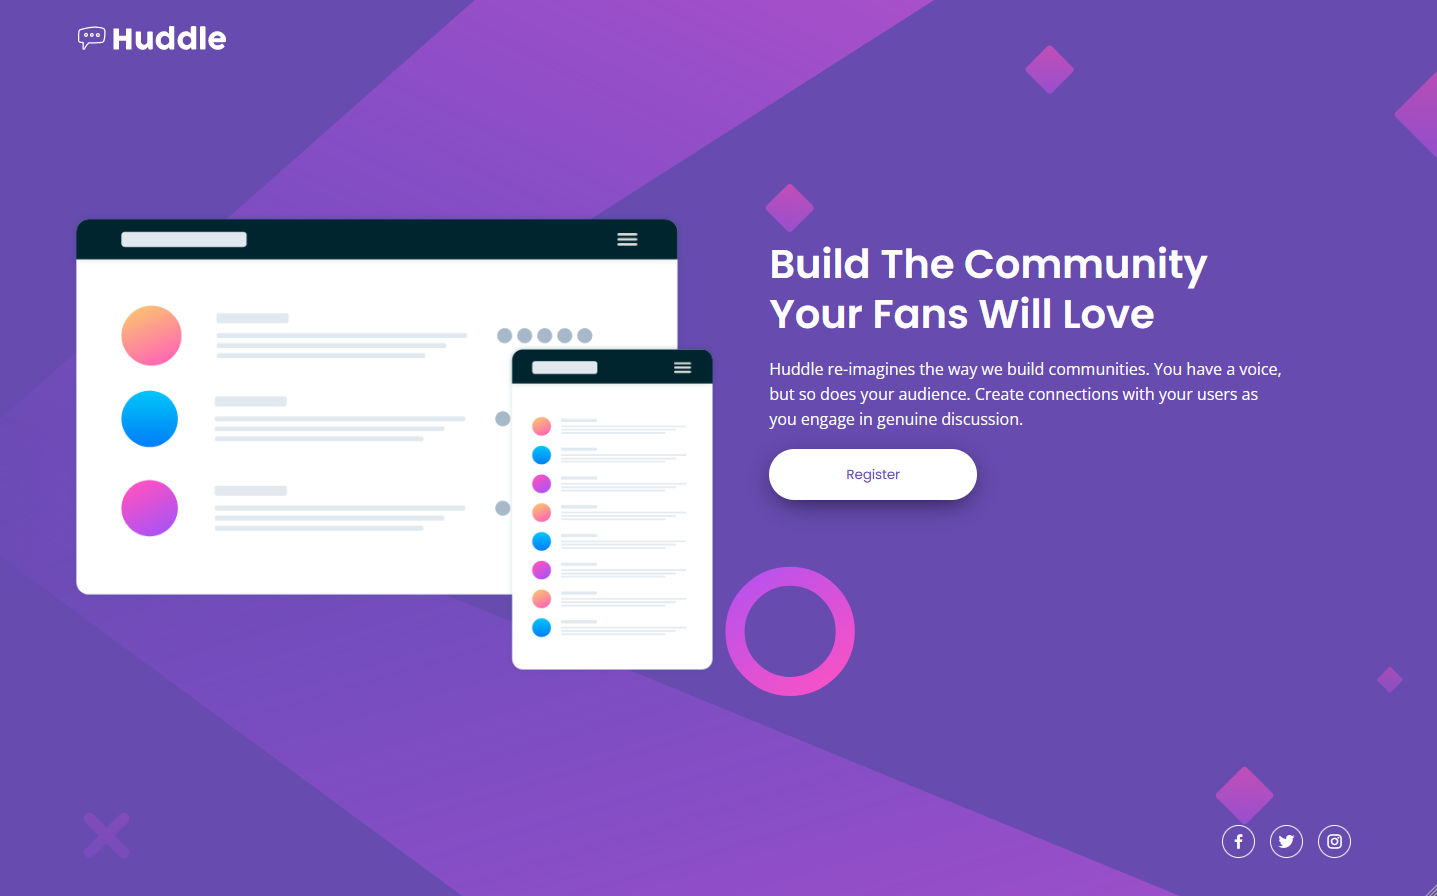 Huddle
Build The Community
Your Fans Will Love
Huddle re-imagines the way we build communities. You have a voice,
but so does your audience. Create connections with your users as
you engage in genuine discussion.
Register